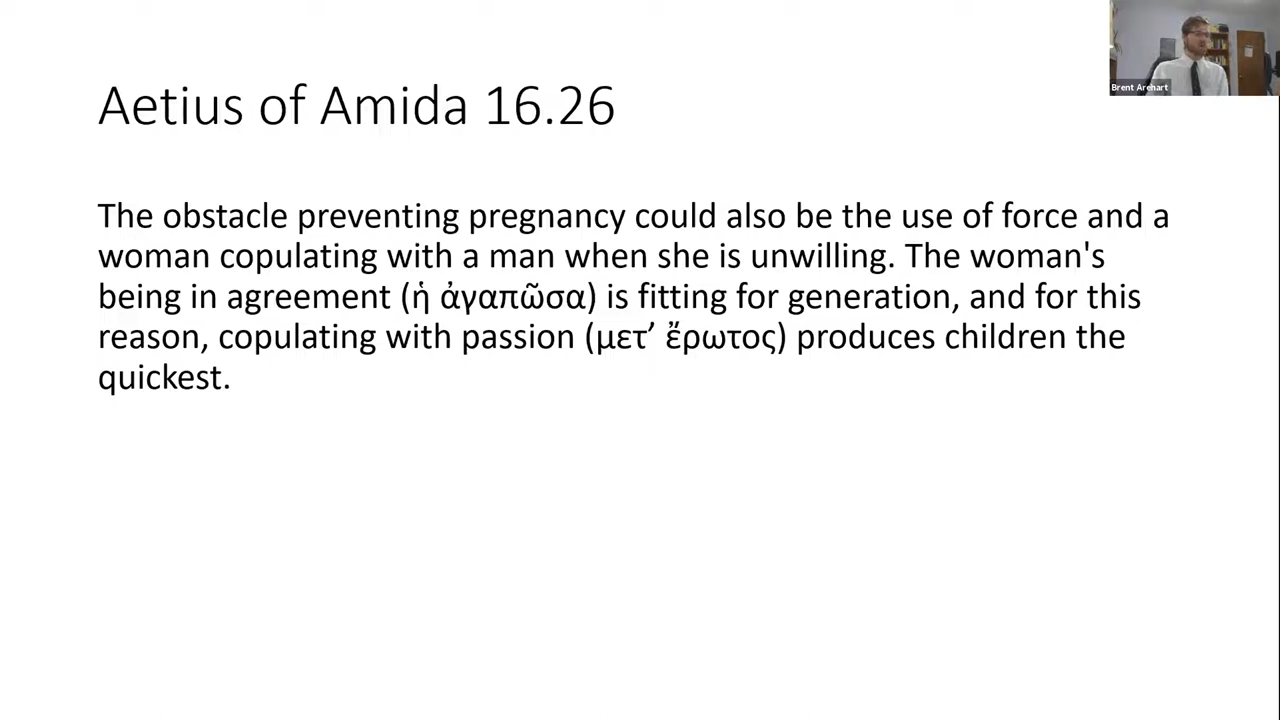 Aetius of Amida 16.26
Brent Arehart
The obstacle preventing pregnancy could also be the use of force and a
woman copulating with a man when she is unwilling. The woman's
being in agreement (ἡ ἀγαπῶσα) is fitting for generation, and for this
reason, copulating with passion (μετ’ ἔρωτος) produces children the
quickest.